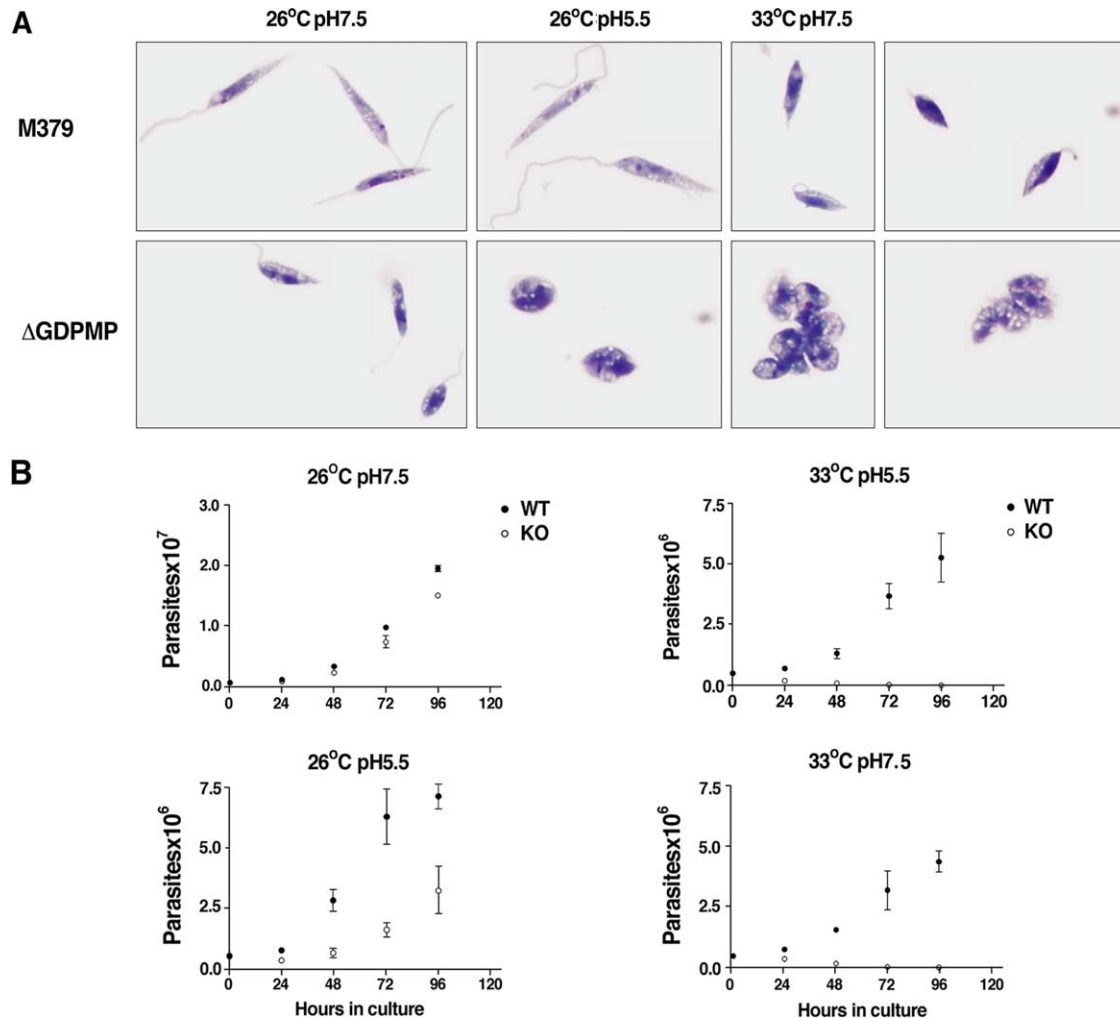 A
26°C pH7.5
26°C pH5.5
33°C pH7.5
M379
ΔGDPMP
B
26°C pH7.5
Parasitesx10⁷
3.0
2.0
1.0
0.0
0 24 48 72 96 120
WT
KO
33°C pH5.5
Parasitesx10⁶
7.5
5.0
2.5
0.0
0 24 48 72 96 120
WT
KO
26°C pH5.5
Parasitesx10⁶
7.5
5.0
2.5
0.0
0 24 48 72 96 120
Hours in culture
33°C pH7.5
Parasitesx10⁶
7.5
5.0
2.5
0.0
0 24 48 72 96 120
Hours in culture